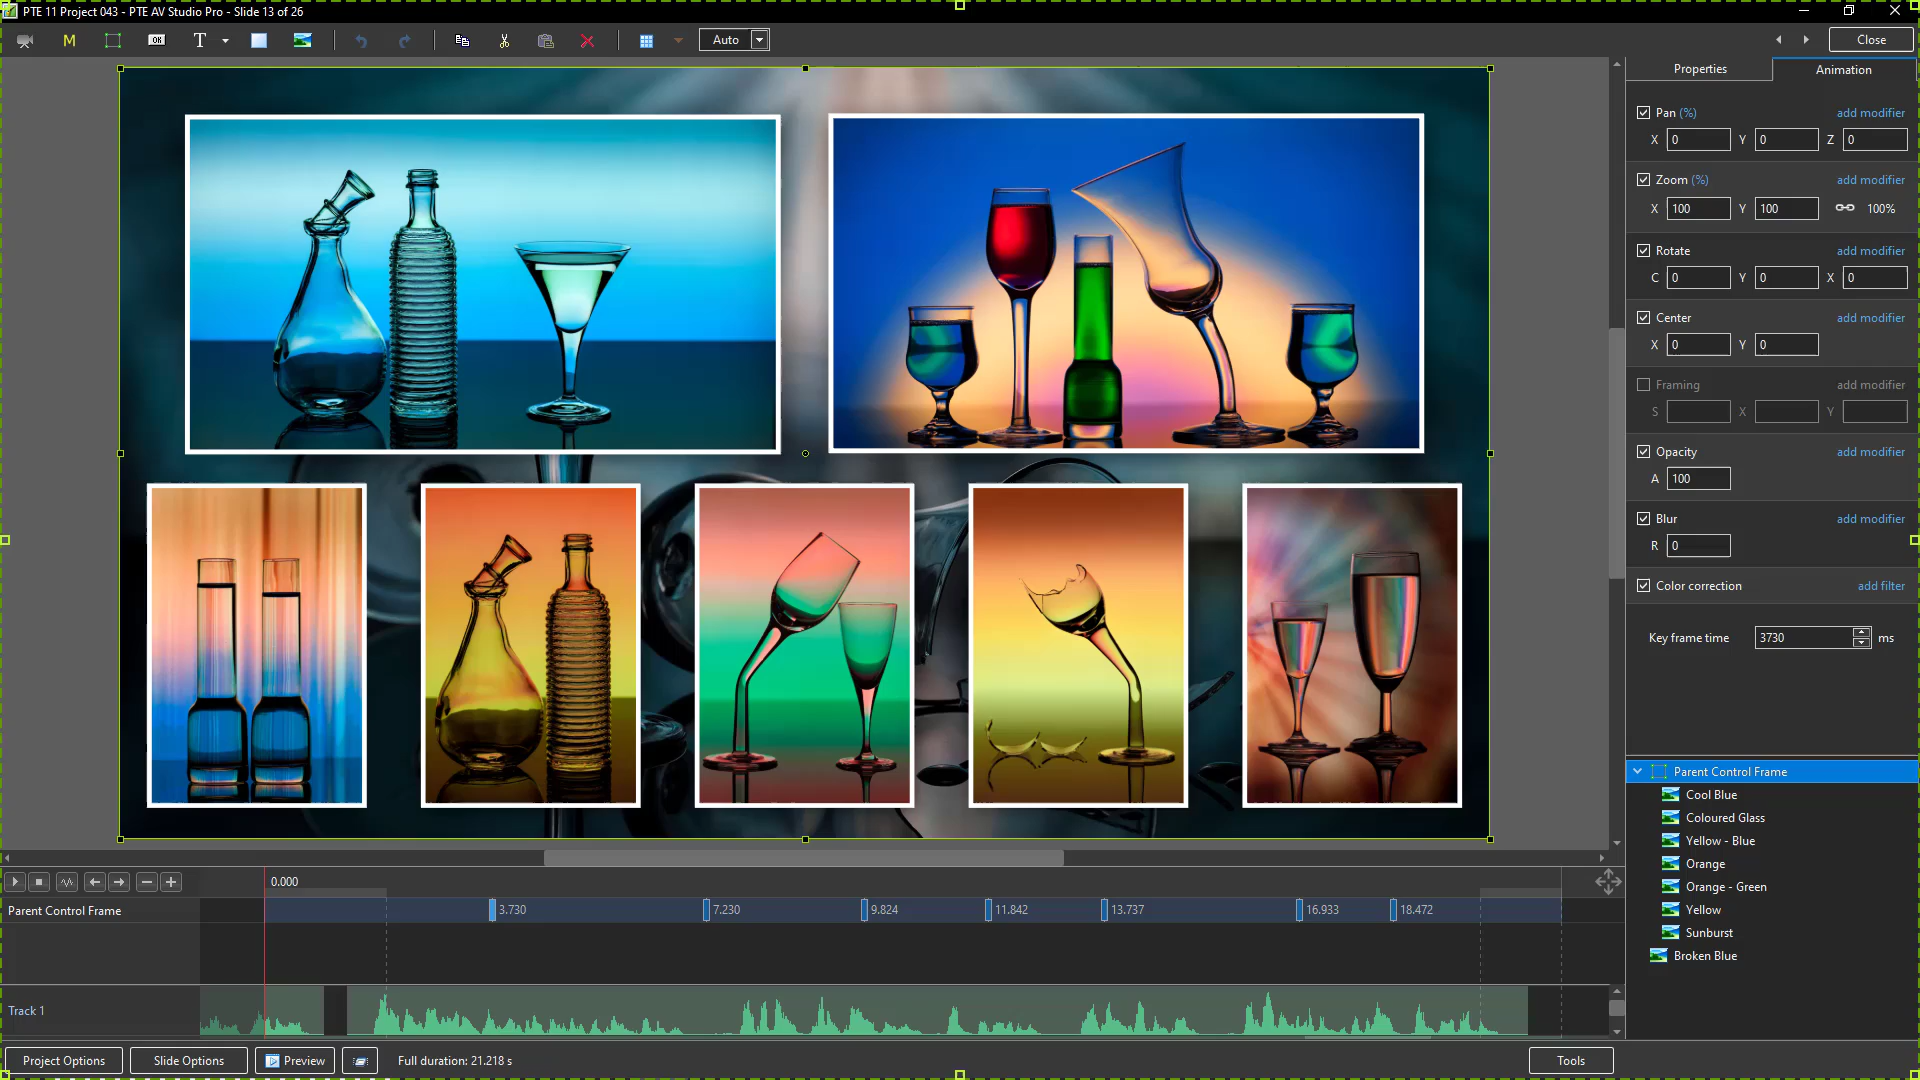 PTE 11 Project 043 - PTE AV Studio Pro - Slide 13 of 26
M OK T Auto Close
Properties Animation
Pan (%) add modifier
X 0 Y 0 Z 0
Zoom (%) add modifier
X 100 Y 100 100%
Rotate add modifier
C 0 Y 0 X 0
Center add modifier
X 0 Y 0
Framing add modifier
S X Y
Opacity add modifier
A 100
Blur add modifier
R 0
Color correction add filter
Key frame time 3730 ms
Parent Control Frame
Cool Blue
Coloured Glass
Yellow - Blue
Orange
Orange - Green
Yellow
Sunburst
Broken Blue
0.000
Parent Control Frame 3.730 7.230 9.824 11.842 13.737 16.933 18.472
Track 1
Project Options Slide Options Preview Full duration: 21.218 s Tools